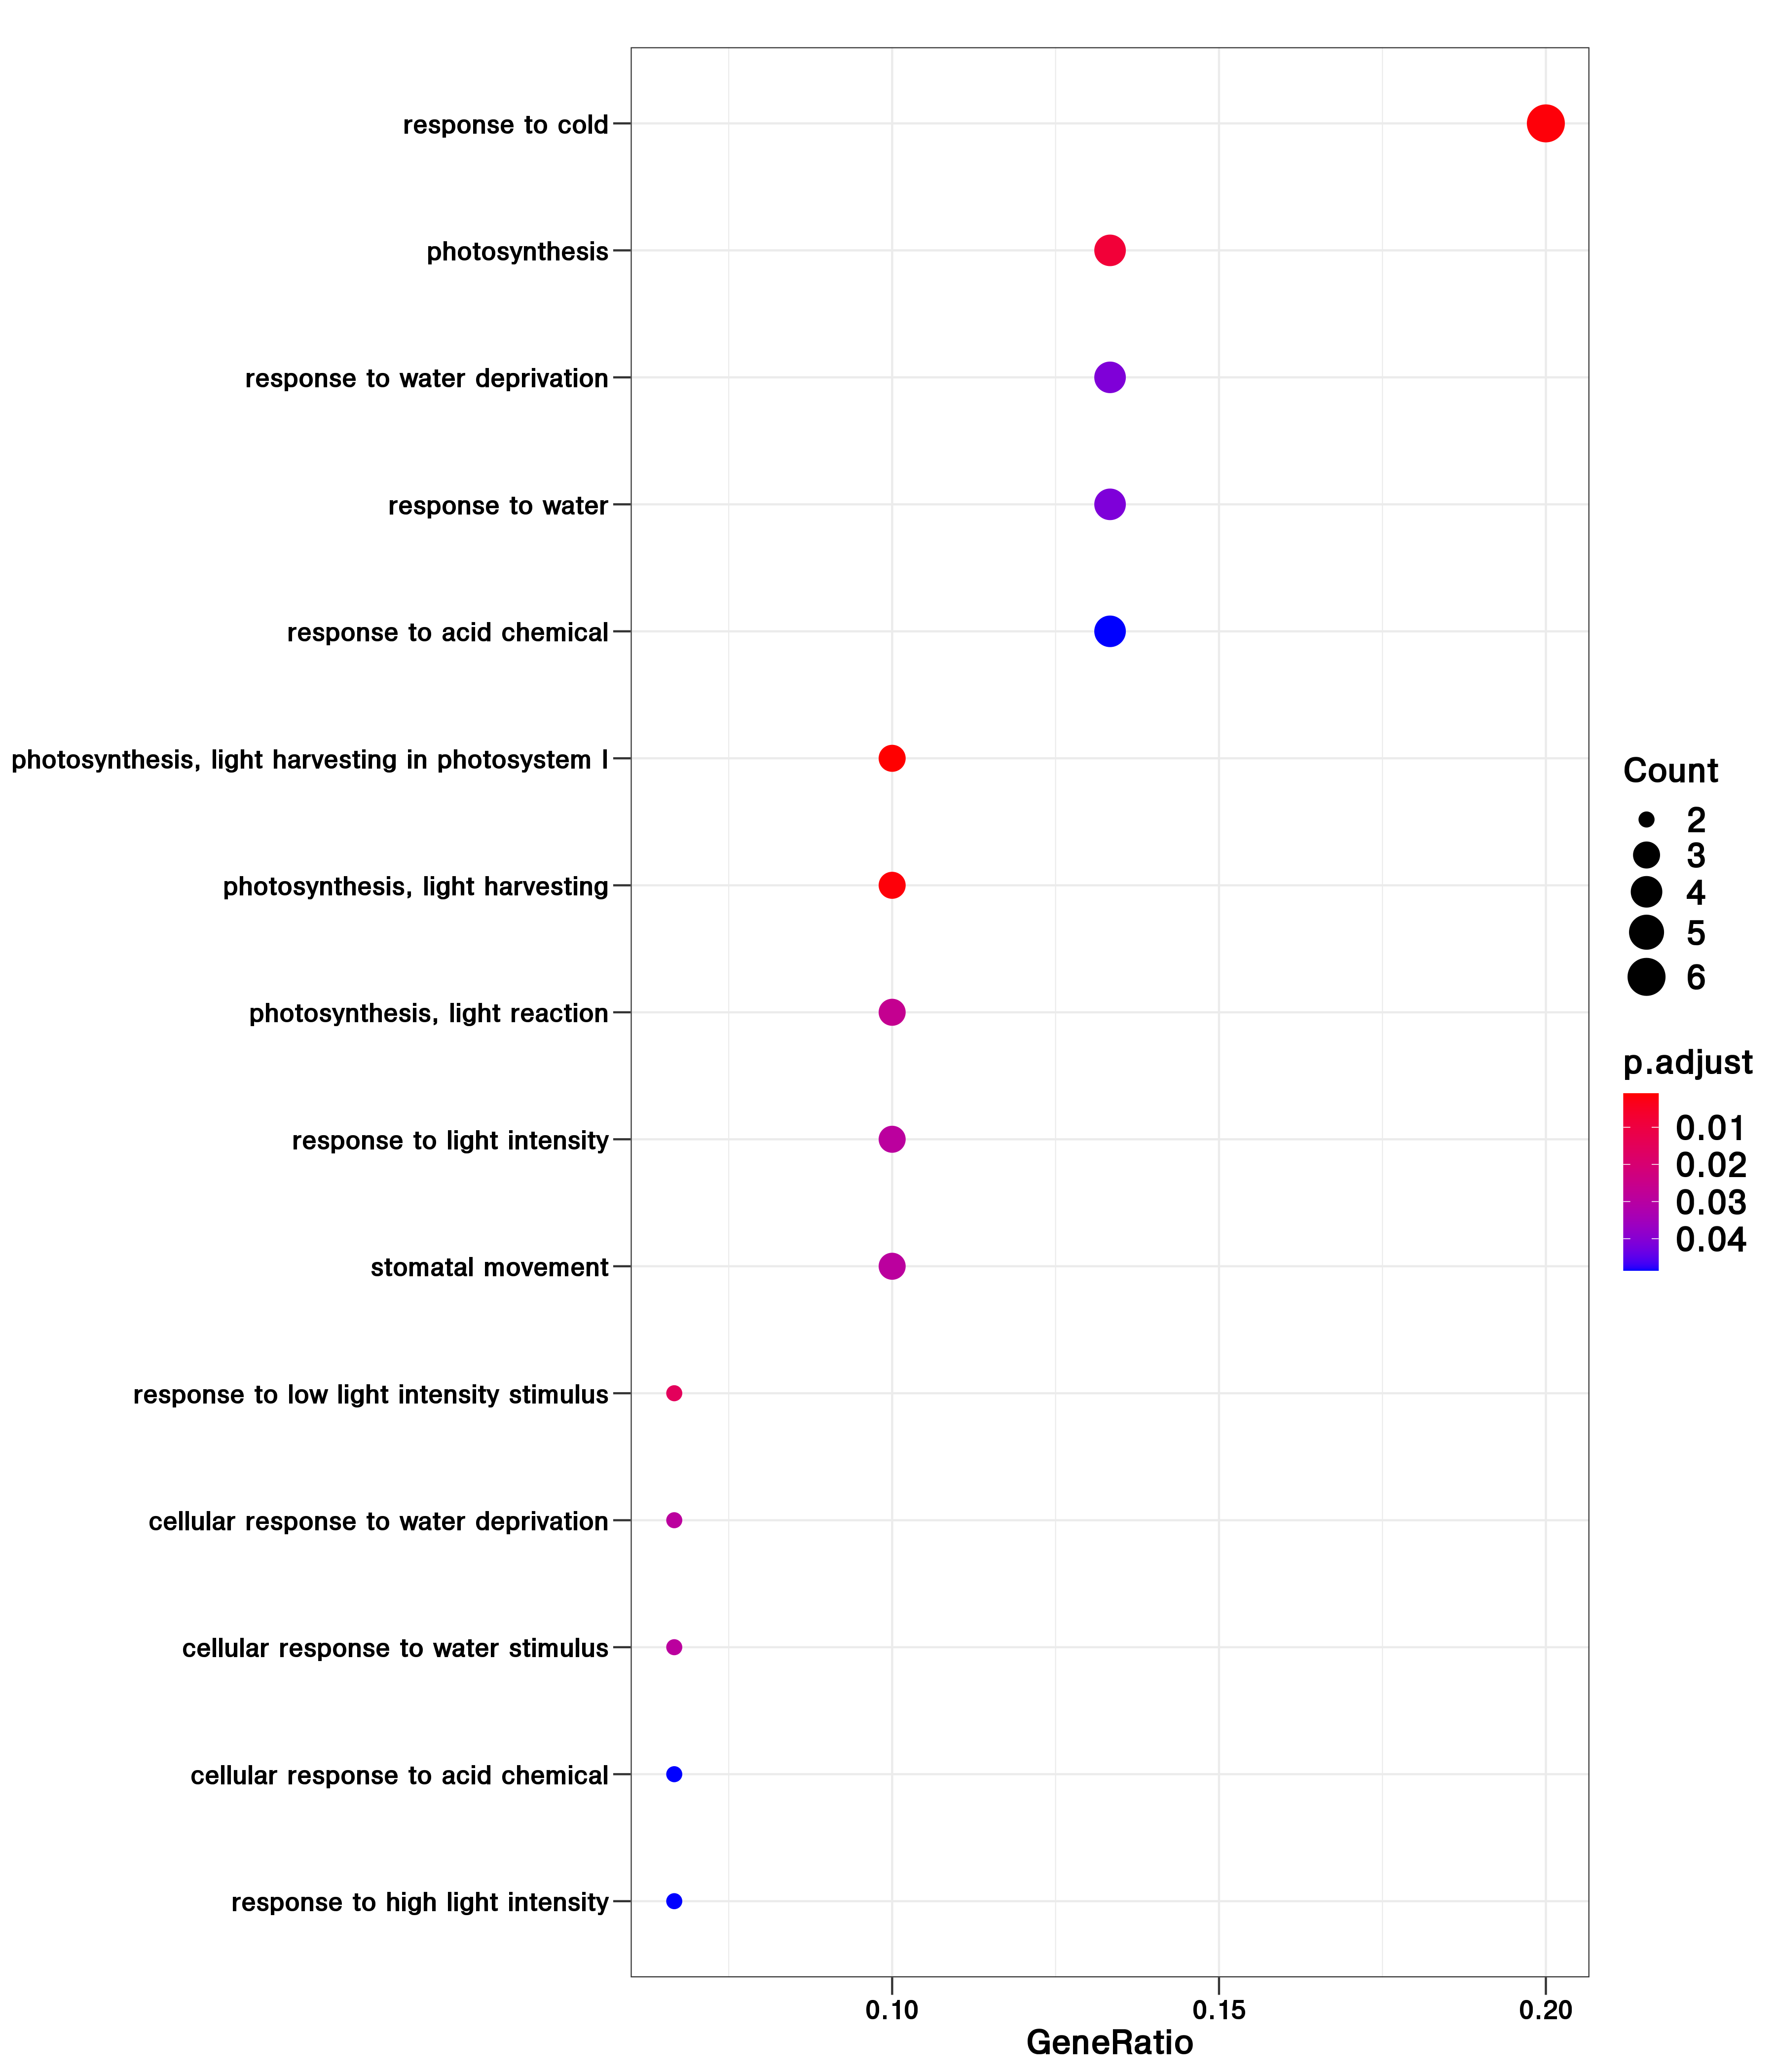 response to cold
photosynthesis
response to water deprivation
response to water
response to acid chemical
photosynthesis, light harvesting in photosystem I
photosynthesis, light harvesting
photosynthesis, light reaction
response to light intensity
stomatal movement
response to low light intensity stimulus
cellular response to water deprivation
cellular response to water stimulus
cellular response to acid chemical
response to high light intensity
0.10 0.15 0.20
GeneRatio
Count
2
3
4
5
6
p.adjust
0.01
0.02
0.03
0.04